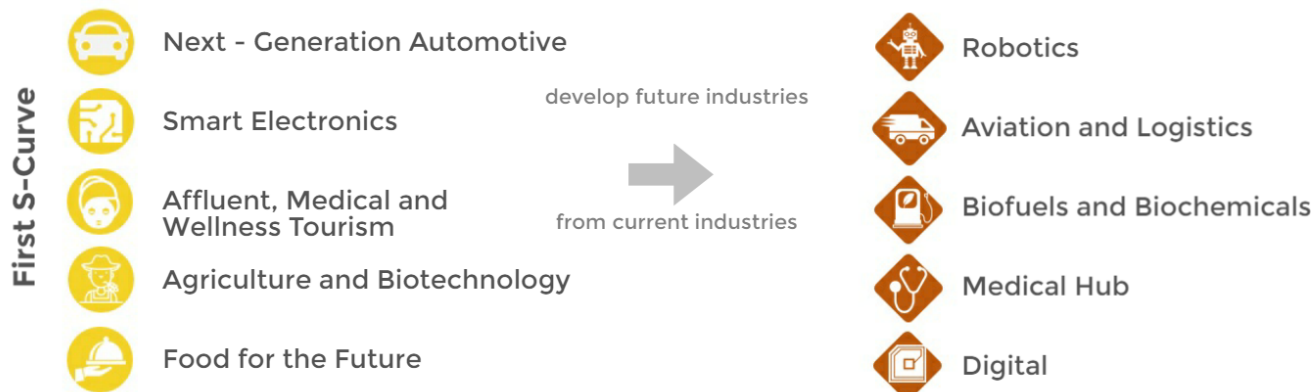 First S-Curve
Next - Generation Automotive
Smart Electronics
Affluent, Medical and
Wellness Tourism
Agriculture and Biotechnology
Food for the Future
develop future industries
from current industries
Robotics
Aviation and Logistics
Biofuels and Biochemicals
Medical Hub
Digital